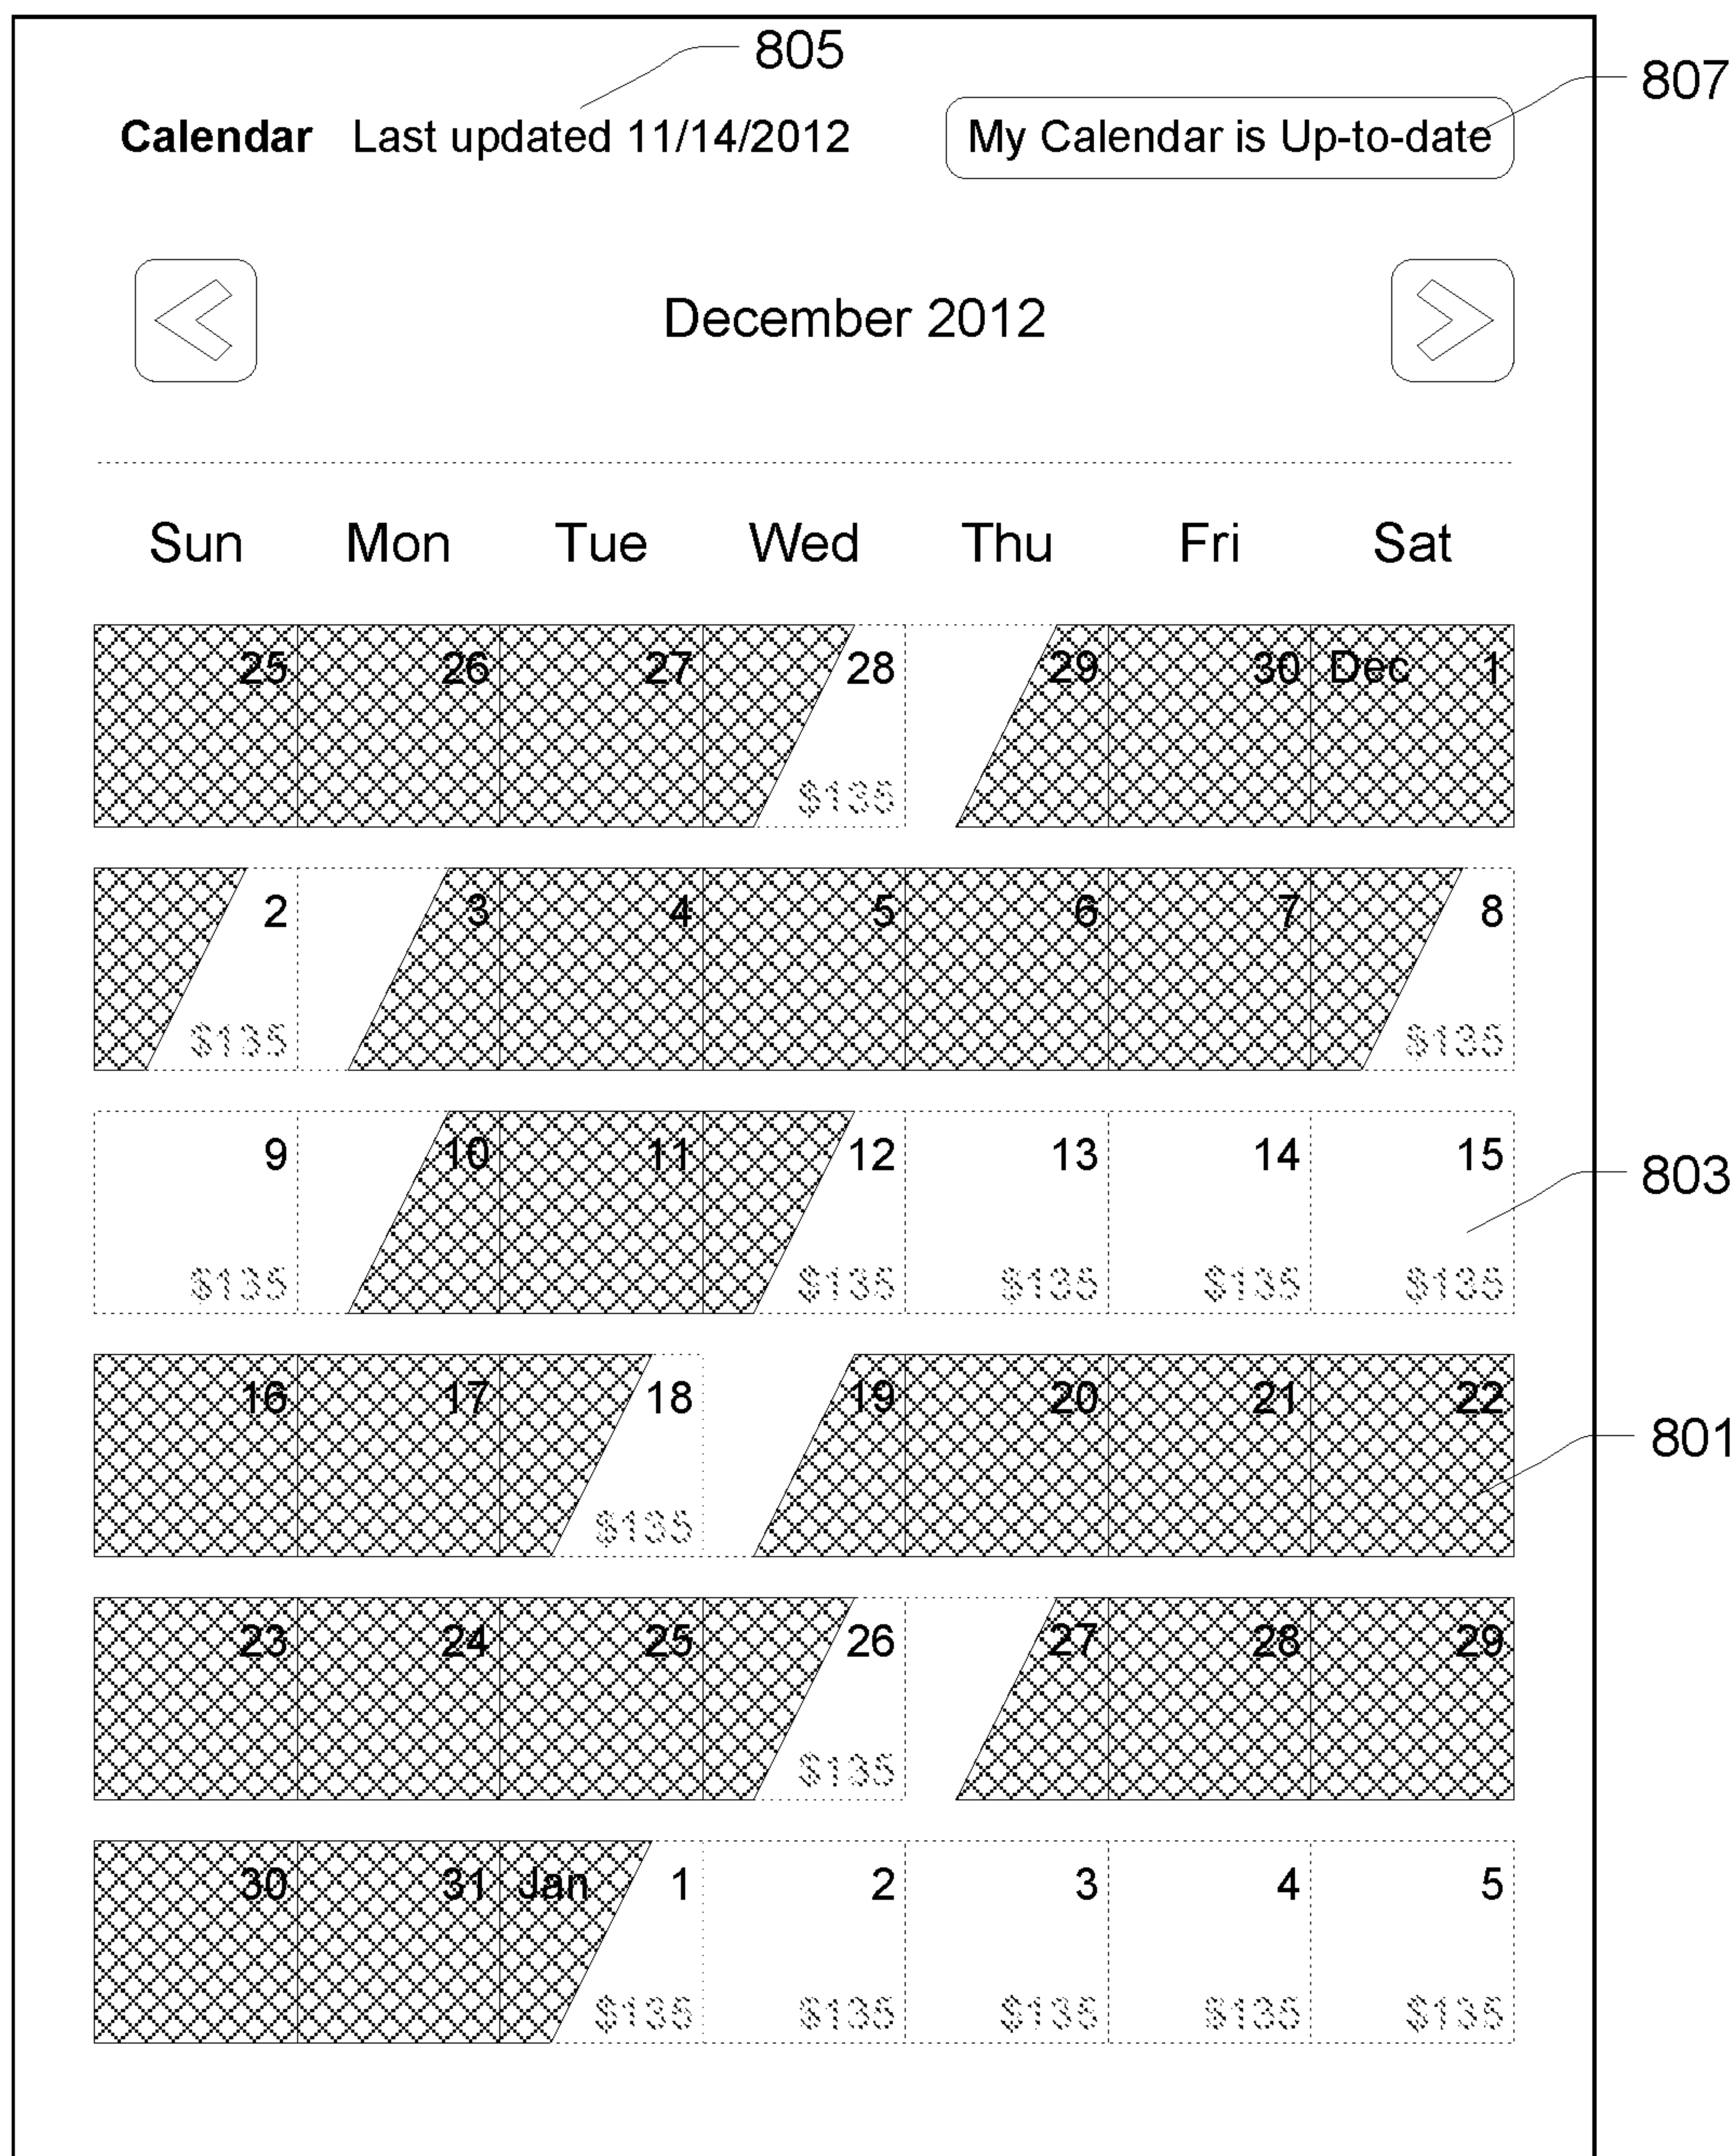 805
807
Calendar Last updated 11/14/2012 My Calendar is Up-to-date
December 2012
Sun Mon Tue Wed Thu Fri Sat
25 26 27 28 29 30 Dec 1
$135
2 3 4 5 6 7 8
$135 $135
9 10 11 12 13 14 15
803
$135 $135 $135 $135 $135
16 17 18 19 20 21 22
801
$135
23 24 25 26 27 28 29
$135
30 31 Jan 1 2 3 4 5
$135 $135 $135 $135 $135